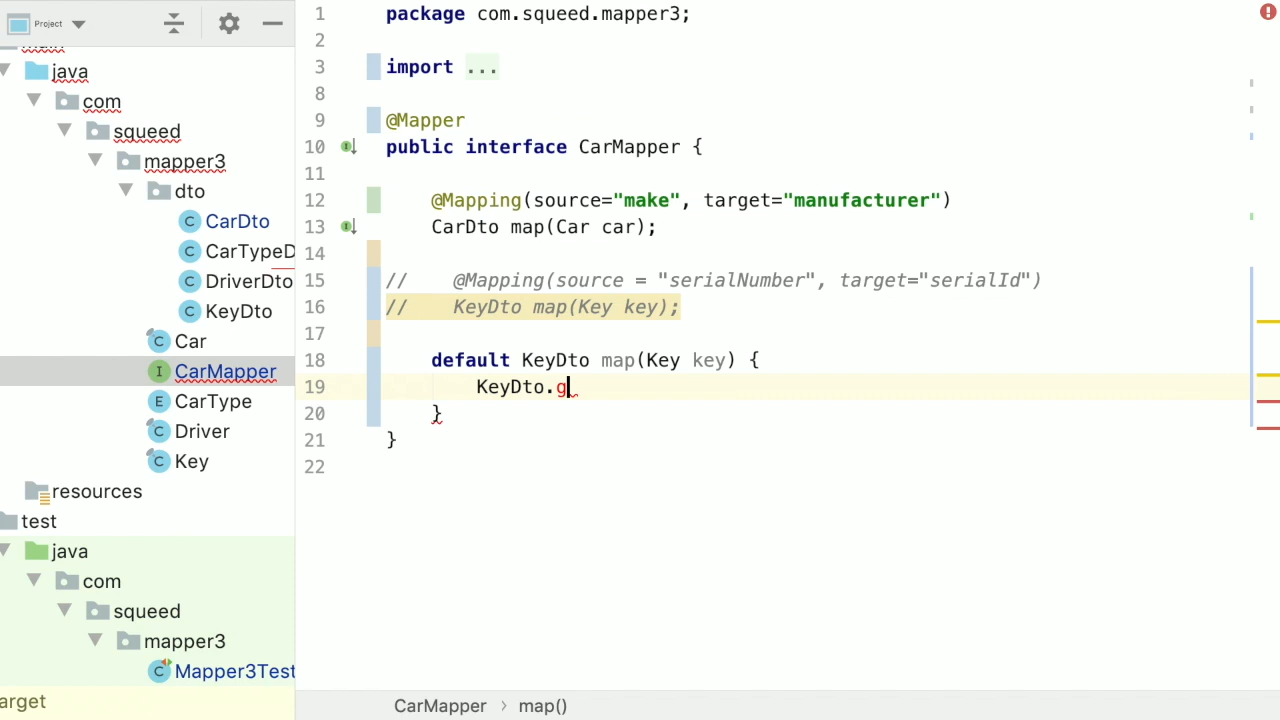 Project
main
java
com
squeed
mapper3
dto
CarDto
CarTypeD
DriverDto
KeyDto
Car
CarMapper
CarType
Driver
Key
resources
test
java
com
squeed
mapper3
Mapper3Test
arget
1 package com.squeed.mapper3;
2
3 import ...
8
9 @Mapper
10 public interface CarMapper {
11
12 @Mapping(source="make", target="manufacturer")
13 CarDto map(Car car);
14
15 // @Mapping(source = "serialNumber", target="serialId")
16 // KeyDto map(Key key);
17
18 default KeyDto map(Key key) {
19 KeyDto.g
20 }
21 }
22
CarMapper › map()